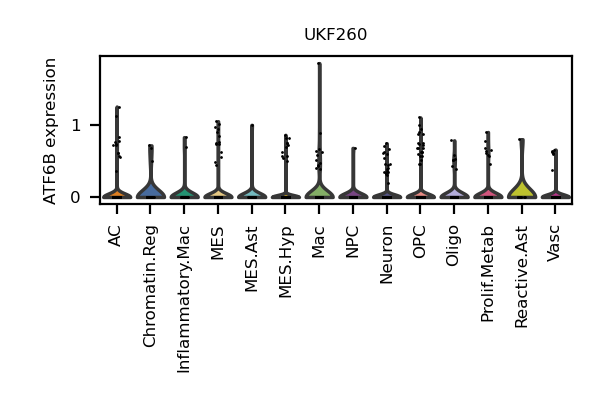 UKF260
ATF6B expression
1
0
AC
Chromatin.Reg
Inflammatory.Mac
MES
MES.Ast
MES.Hyp
Mac
NPC
Neuron
OPC
Oligo
Prolif.Metab
Reactive.Ast
Vasc